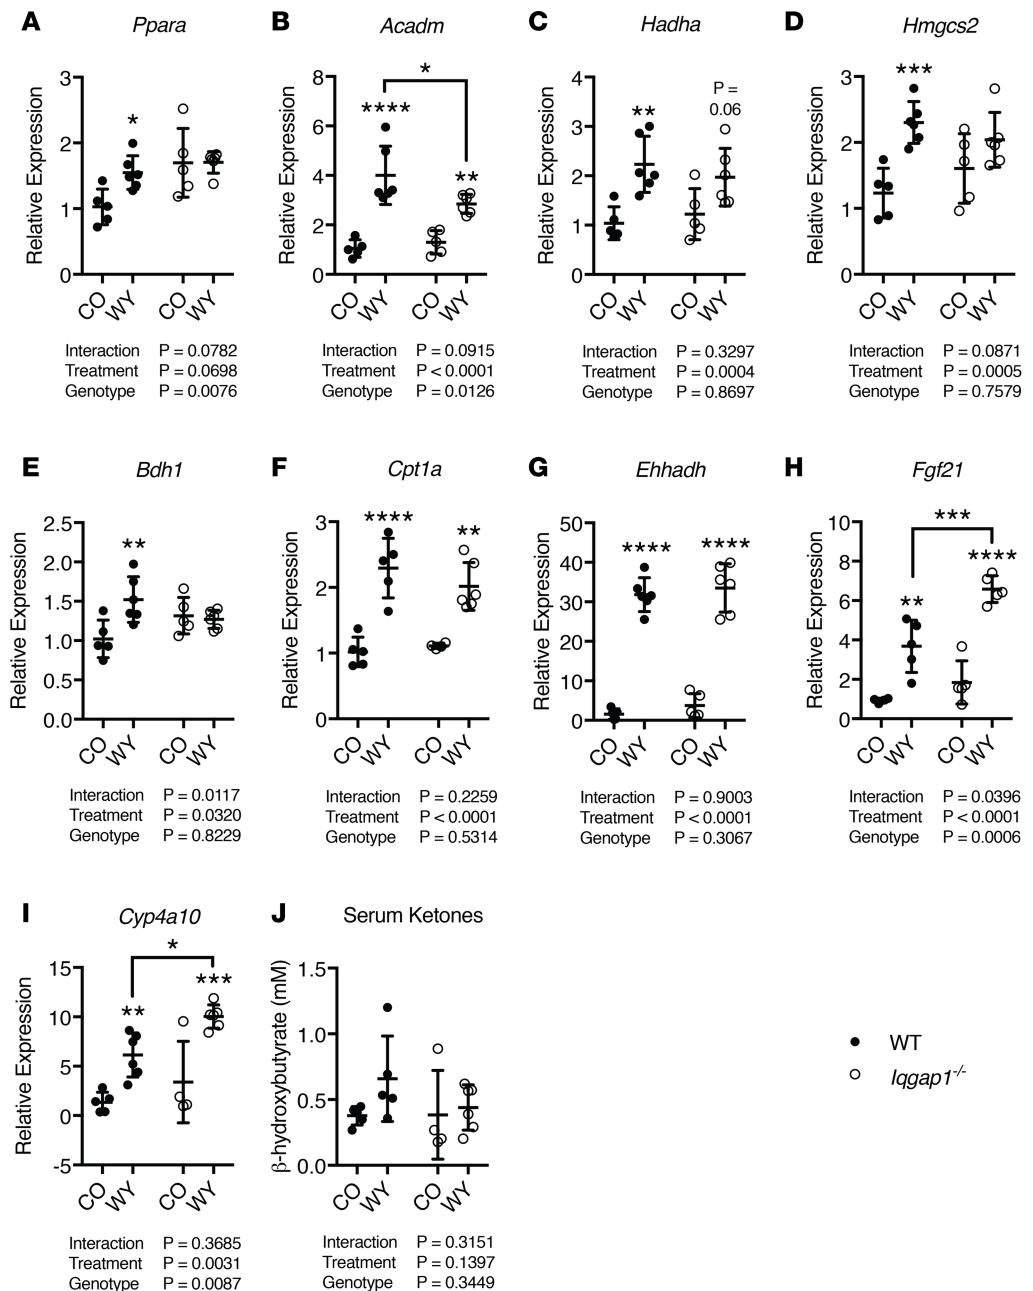 A Ppara
Relative Expression
3
2
1
0
*
CO WY
Interaction P = 0.0782
Treatment P = 0.0698
Genotype P = 0.0076
B Acadm
Relative Expression
8
6
4
2
0
*
****
**
CO WY CO WY
Interaction P = 0.0915
Treatment P < 0.0001
Genotype P = 0.0126
C Hadha
Relative Expression
4
3
2
1
0
**
P =
0.06
CO WY CO WY
Interaction P = 0.3297
Treatment P = 0.0004
Genotype P = 0.8697
D Hmgcs2
Relative Expression
3
2
1
0
***
CO WY CO WY
Interaction P = 0.0871
Treatment P = 0.0005
Genotype P = 0.7579
E Bdh1
Relative Expression
2.5
2.0
1.5
1.0
0.5
0.0
**
CO WY CO WY
Interaction P = 0.0117
Treatment P = 0.0320
Genotype P = 0.8229
F Cpt1a
Relative Expression
3
2
1
0
****
**
CO WY CO WY
Interaction P = 0.2259
Treatment P < 0.0001
Genotype P = 0.5314
G Ehhadh
Relative Expression
50
40
30
20
10
0
****
****
CO WY CO WY
Interaction P = 0.9003
Treatment P < 0.0001
Genotype P = 0.3067
H Fgf21
Relative Expression
10
8
6
4
2
0
***
****
**
CO WY CO WY
Interaction P = 0.0396
Treatment P < 0.0001
Genotype P = 0.0006
I Cyp4a10
Relative Expression
15
10
5
0
-5
*
***
**
CO WY CO WY
Interaction P = 0.3685
Treatment P = 0.0031
Genotype P = 0.0087
J Serum Ketones
β-hydroxybutyrate (mM)
1.5
1.0
0.5
0.0
CO WY CO WY
Interaction P = 0.3151
Treatment P = 0.1397
Genotype P = 0.3449
WT
Iqgap1-/-